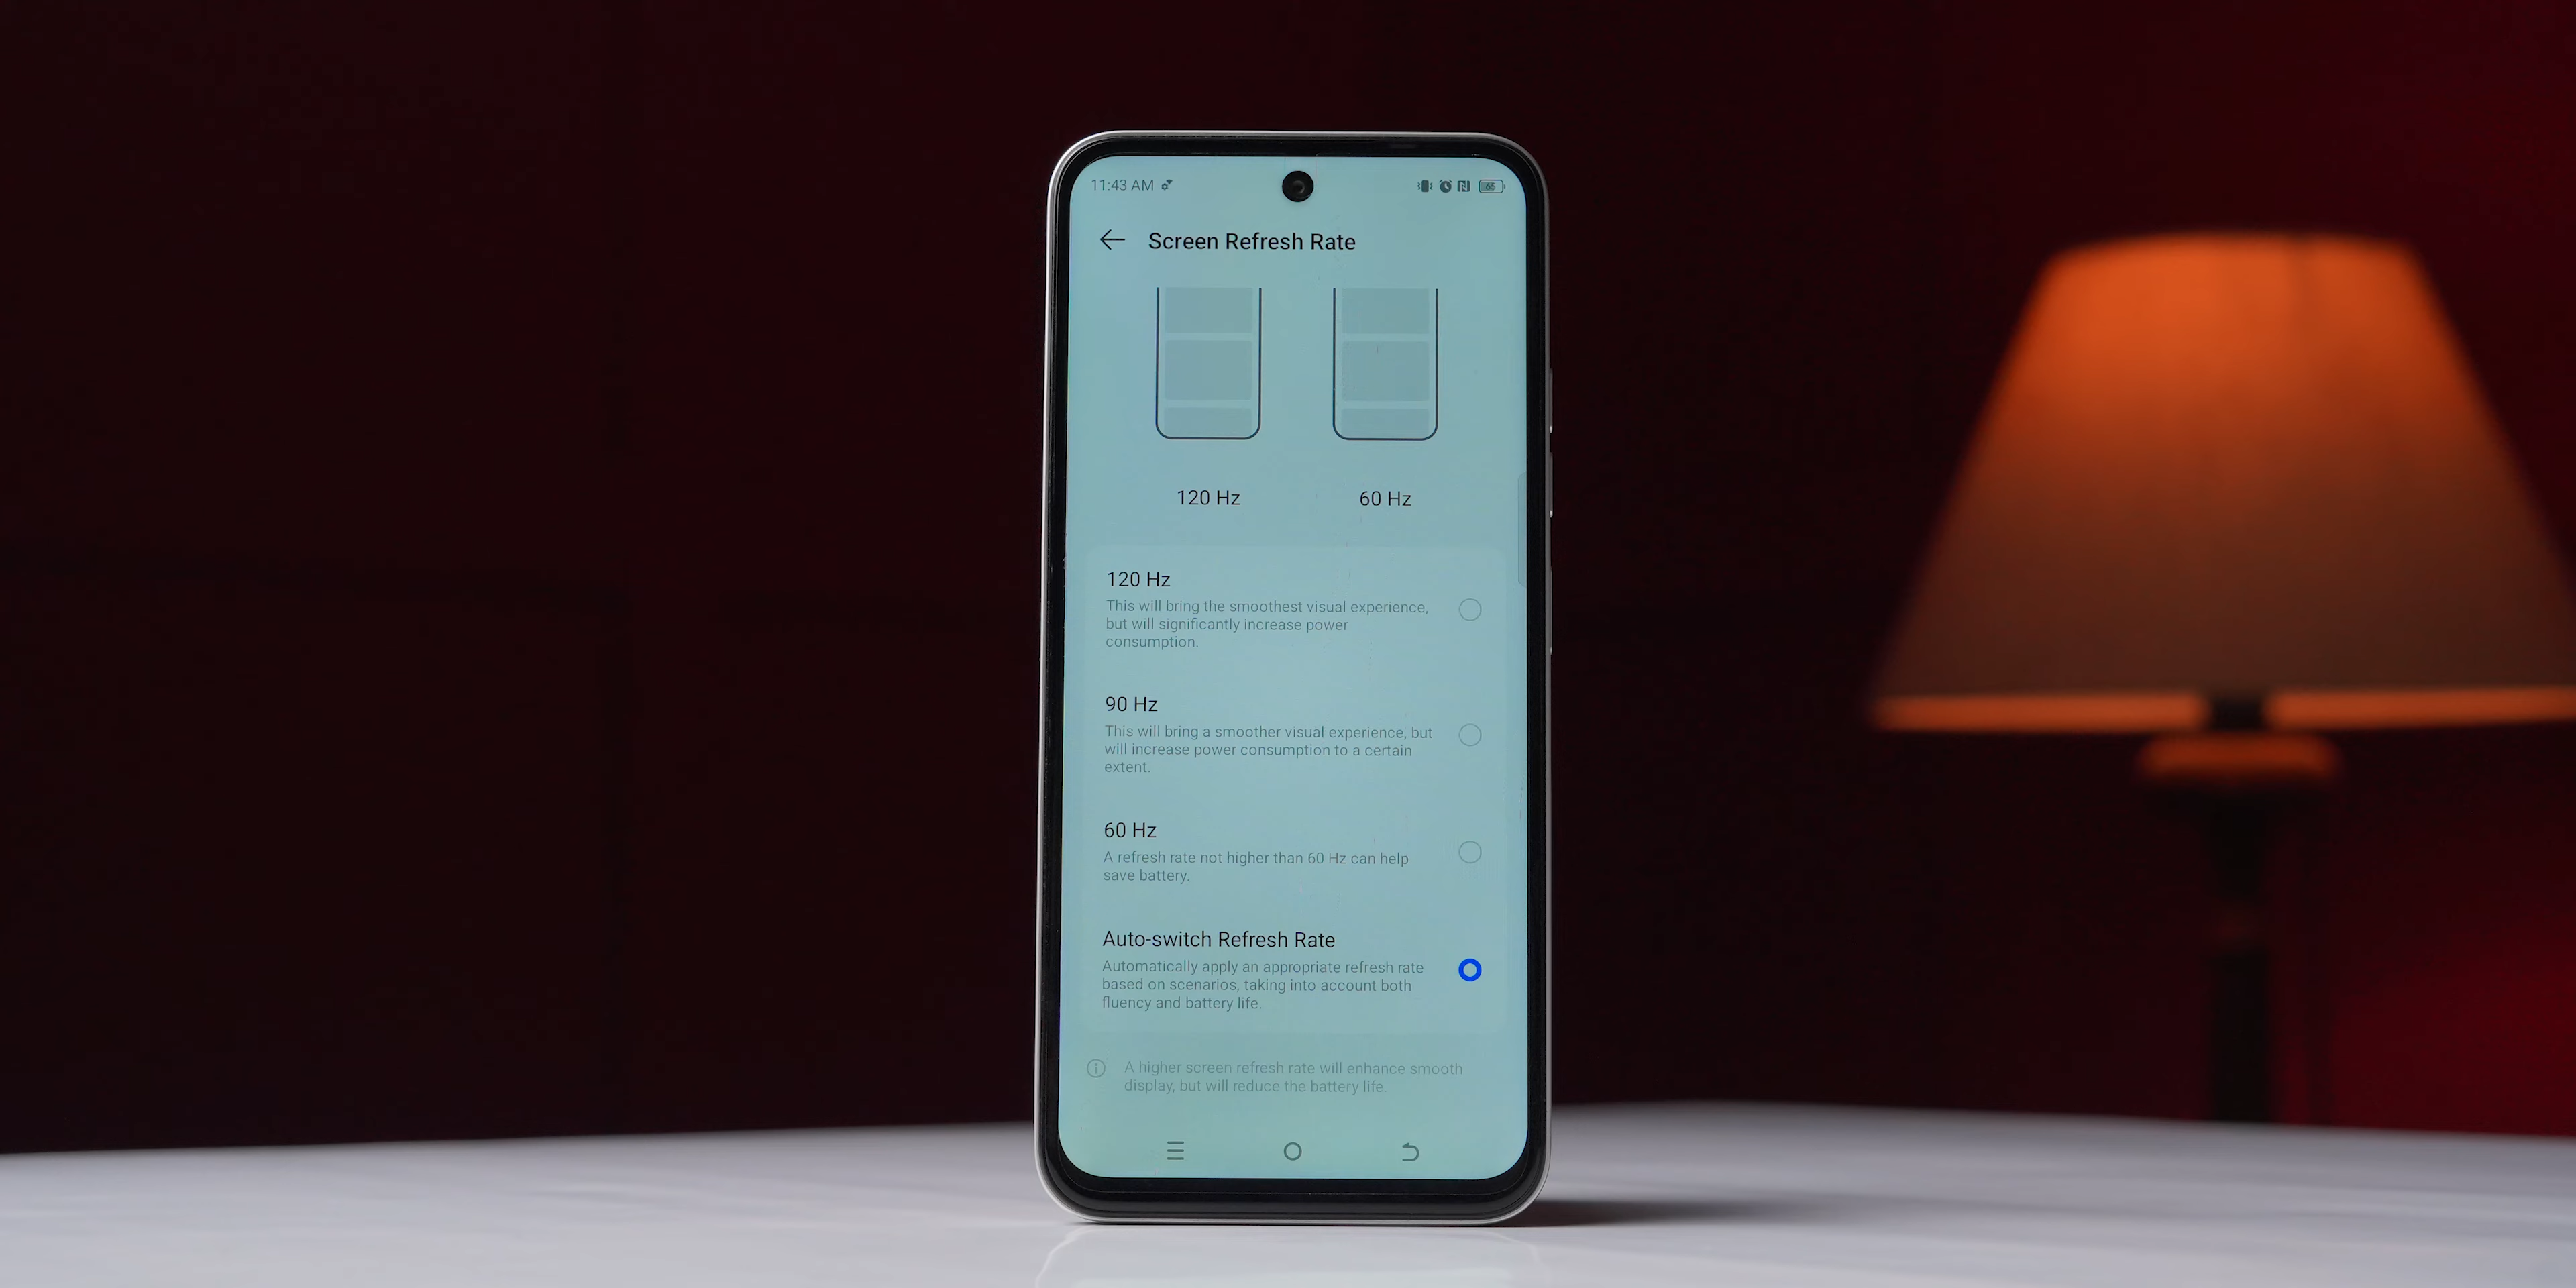 11:43 AM
65
Screen Refresh Rate
120 Hz
60 Hz
120 Hz
This will bring the smoothest visual experience,
but will significantly increase power
consumption.
90 Hz
This will bring a smoother visual experience, but
will increase power consumption to a certain
extent.
60 Hz
A refresh rate not higher than 60 Hz can help
save battery.
Auto-switch Refresh Rate
Automatically apply an appropriate refresh rate
based on scenarios, taking into account both
fluency and battery life.
A higher screen refresh rate will enhance smooth
display, but will reduce the battery life.